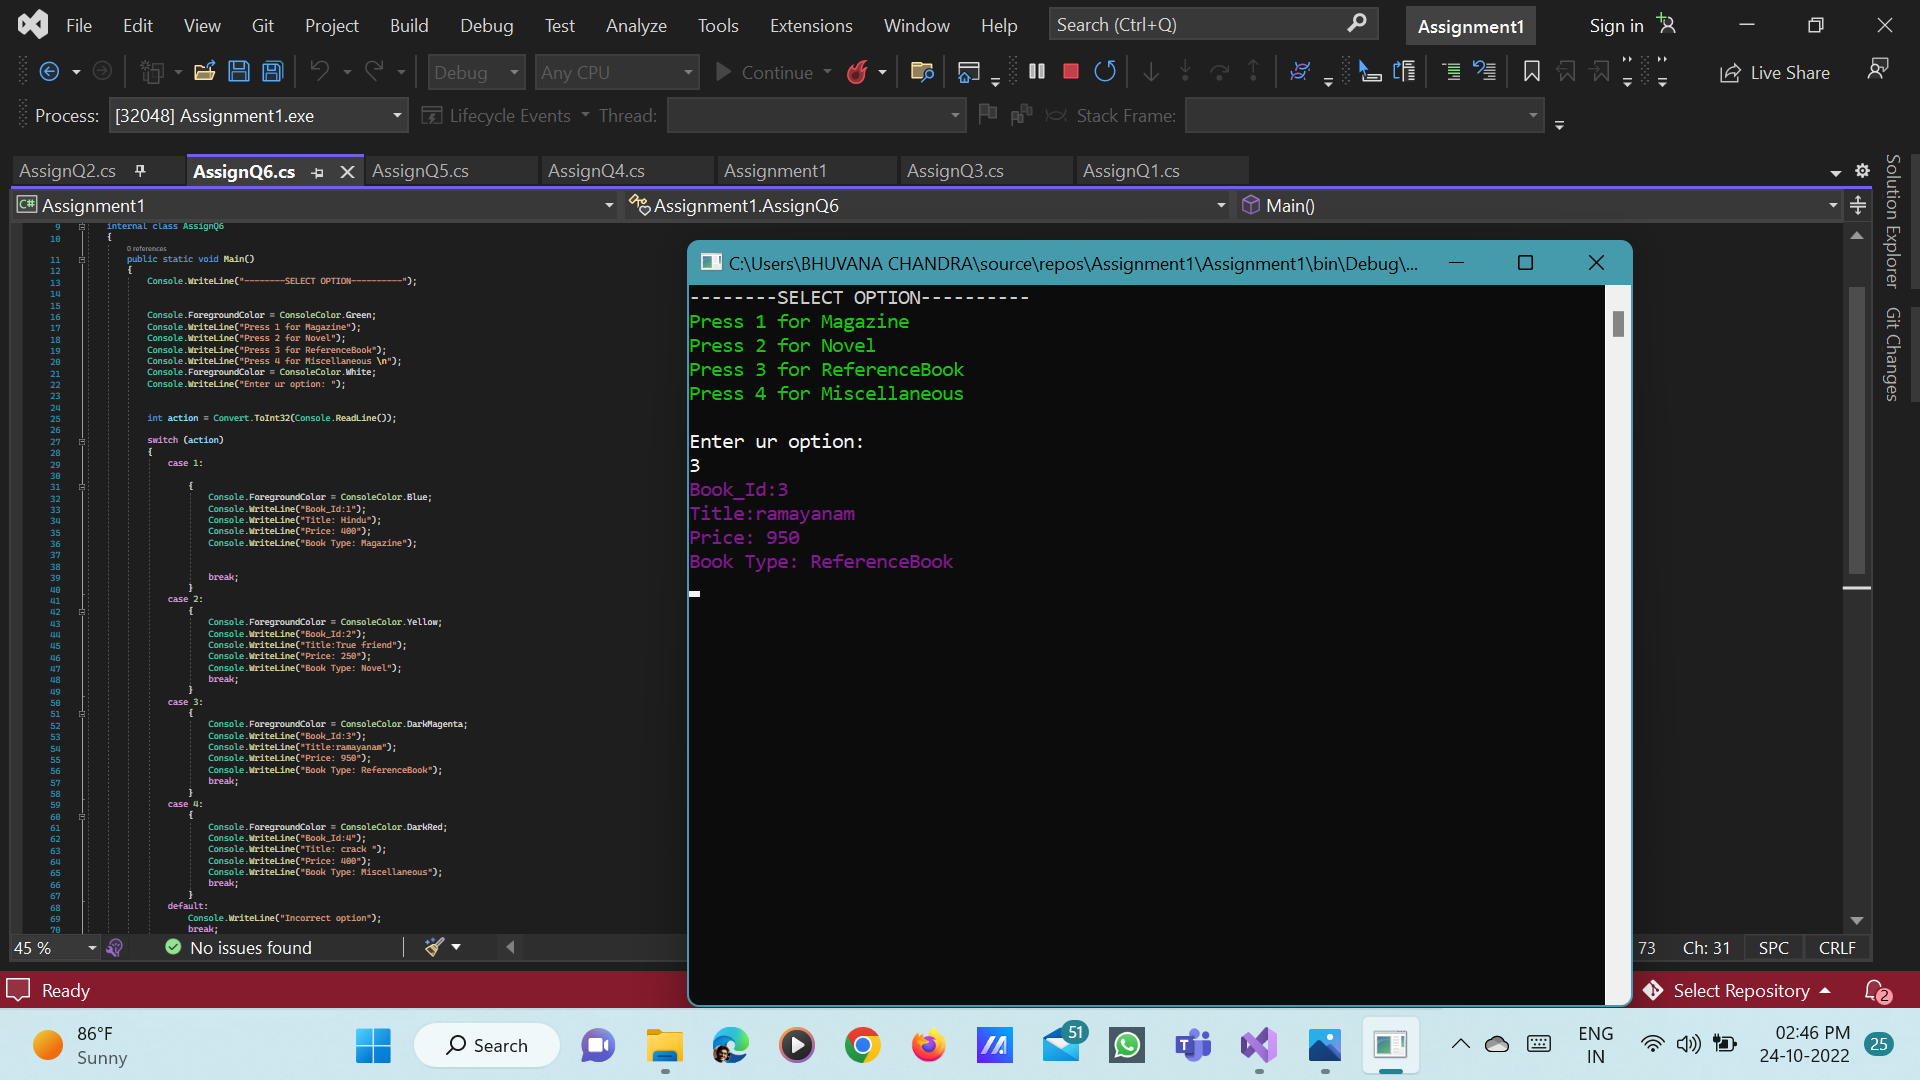 File Edit View Git Project Build Debug Test Analyze Tools Extensions Window Help Search (Ctrl+Q) Assignment1 Sign in
Debug Any CPU Continue Live Share
Process: [32048] Assignment1.exe Lifecycle Events Thread: Stack Frame:
AssignQ2.cs AssignQ6.cs AssignQ5.cs AssignQ4.cs Assignment1 AssignQ3.cs AssignQ1.cs
C# Assignment1 Assignment1.AssignQ6 Main()
9 internal class AssignQ6
10 {
0 references
11 public static void Main()
12 {
13 Console.WriteLine("--------SELECT OPTION----------");
14
15
16 Console.ForegroundColor = ConsoleColor.Green;
17 Console.WriteLine("Press 1 for Magazine");
18 Console.WriteLine("Press 2 for Novel");
19 Console.WriteLine("Press 3 for ReferenceBook");
20 Console.WriteLine("Press 4 for Miscellaneous \n");
21 Console.ForegroundColor = ConsoleColor.White;
22 Console.WriteLine("Enter ur option: ");
23
24
25 int action = Convert.ToInt32(Console.ReadLine());
26
27 switch (action)
28 {
29 case 1:
30
31 {
32 Console.ForegroundColor = ConsoleColor.Blue;
33 Console.WriteLine("Book_Id:1");
34 Console.WriteLine("Title: Hindu");
35 Console.WriteLine("Price: 400");
36 Console.WriteLine("Book Type: Magazine");
37
38
39 break;
40 }
41 case 2:
42 {
43 Console.ForegroundColor = ConsoleColor.Yellow;
44 Console.WriteLine("Book_Id:2");
45 Console.WriteLine("Title:True friend");
46 Console.WriteLine("Price: 250");
47 Console.WriteLine("Book Type: Novel");
48 break;
49 }
50 case 3:
51 {
52 Console.ForegroundColor = ConsoleColor.DarkMagenta;
53 Console.WriteLine("Book_Id:3");
54 Console.WriteLine("Title:ramayanam");
55 Console.WriteLine("Price: 950");
56 Console.WriteLine("Book Type: ReferenceBook");
57 break;
58 }
59 case 4:
60 {
61 Console.ForegroundColor = ConsoleColor.DarkRed;
62 Console.WriteLine("Book_Id:4");
63 Console.WriteLine("Title: crack ");
64 Console.WriteLine("Price: 400");
65 Console.WriteLine("Book Type: Miscellaneous");
66 break;
67 }
68 default:
69 Console.WriteLine("Incorrect option");
70 break;
C:\Users\BHUVANA CHANDRA\source\repos\Assignment1\Assignment1\bin\Debug\...
--------SELECT OPTION----------
Press 1 for Magazine
Press 2 for Novel
Press 3 for ReferenceBook
Press 4 for Miscellaneous
Enter ur option:
3
Book_Id:3
Title:ramayanam
Price: 950
Book Type: ReferenceBook
Solution Explorer
Git Changes
45 % No issues found 73 Ch: 31 SPC CRLF
Ready Select Repository 2
86°F
Sunny
Search 51
ENG
IN
02:46 PM
24-10-2022
25